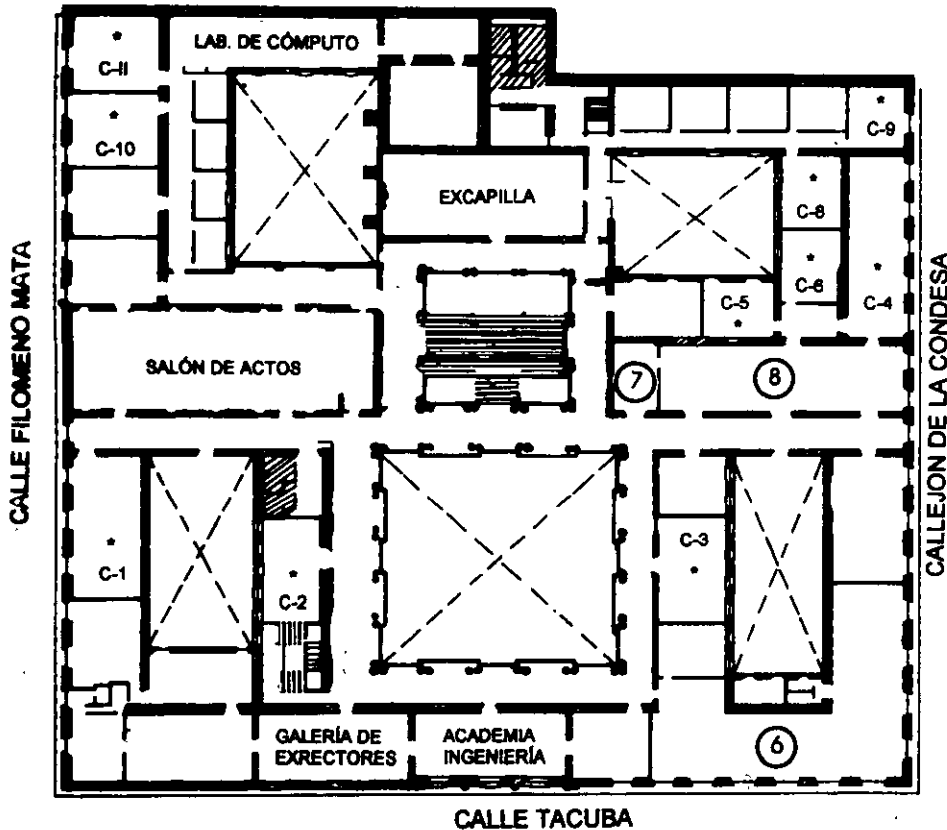 LAB. DE CÓMPUTO
* C-11
* C-10
* C-9
EXCAPILLA
* C-8
* C-6
* C-4
C-5 *
CALLE FILOMENO MATA
SALÓN DE ACTOS
7
8
CALLEJON DE LA CONDESA
* C-1
* C-2
C-3 *
GALERÍA DE
EXRECTORES
ACADEMIA
INGENIERÍA
6
CALLE TACUBA